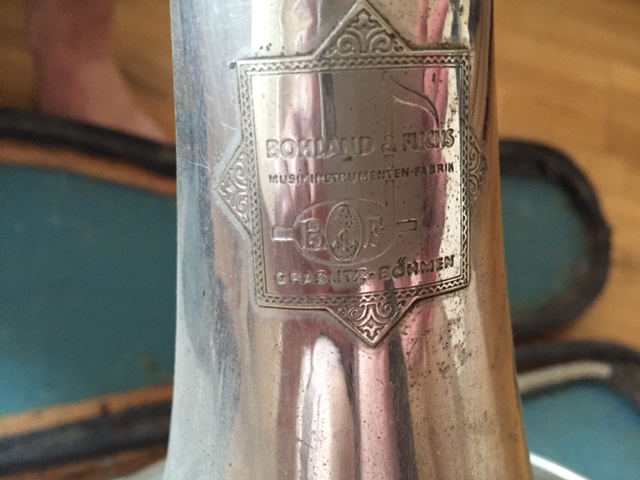 BOHLAND & FUCHS
MUSIKINSTRUMENTEN-FABRIK
B & F
GRASLITZ-BÖHMEN